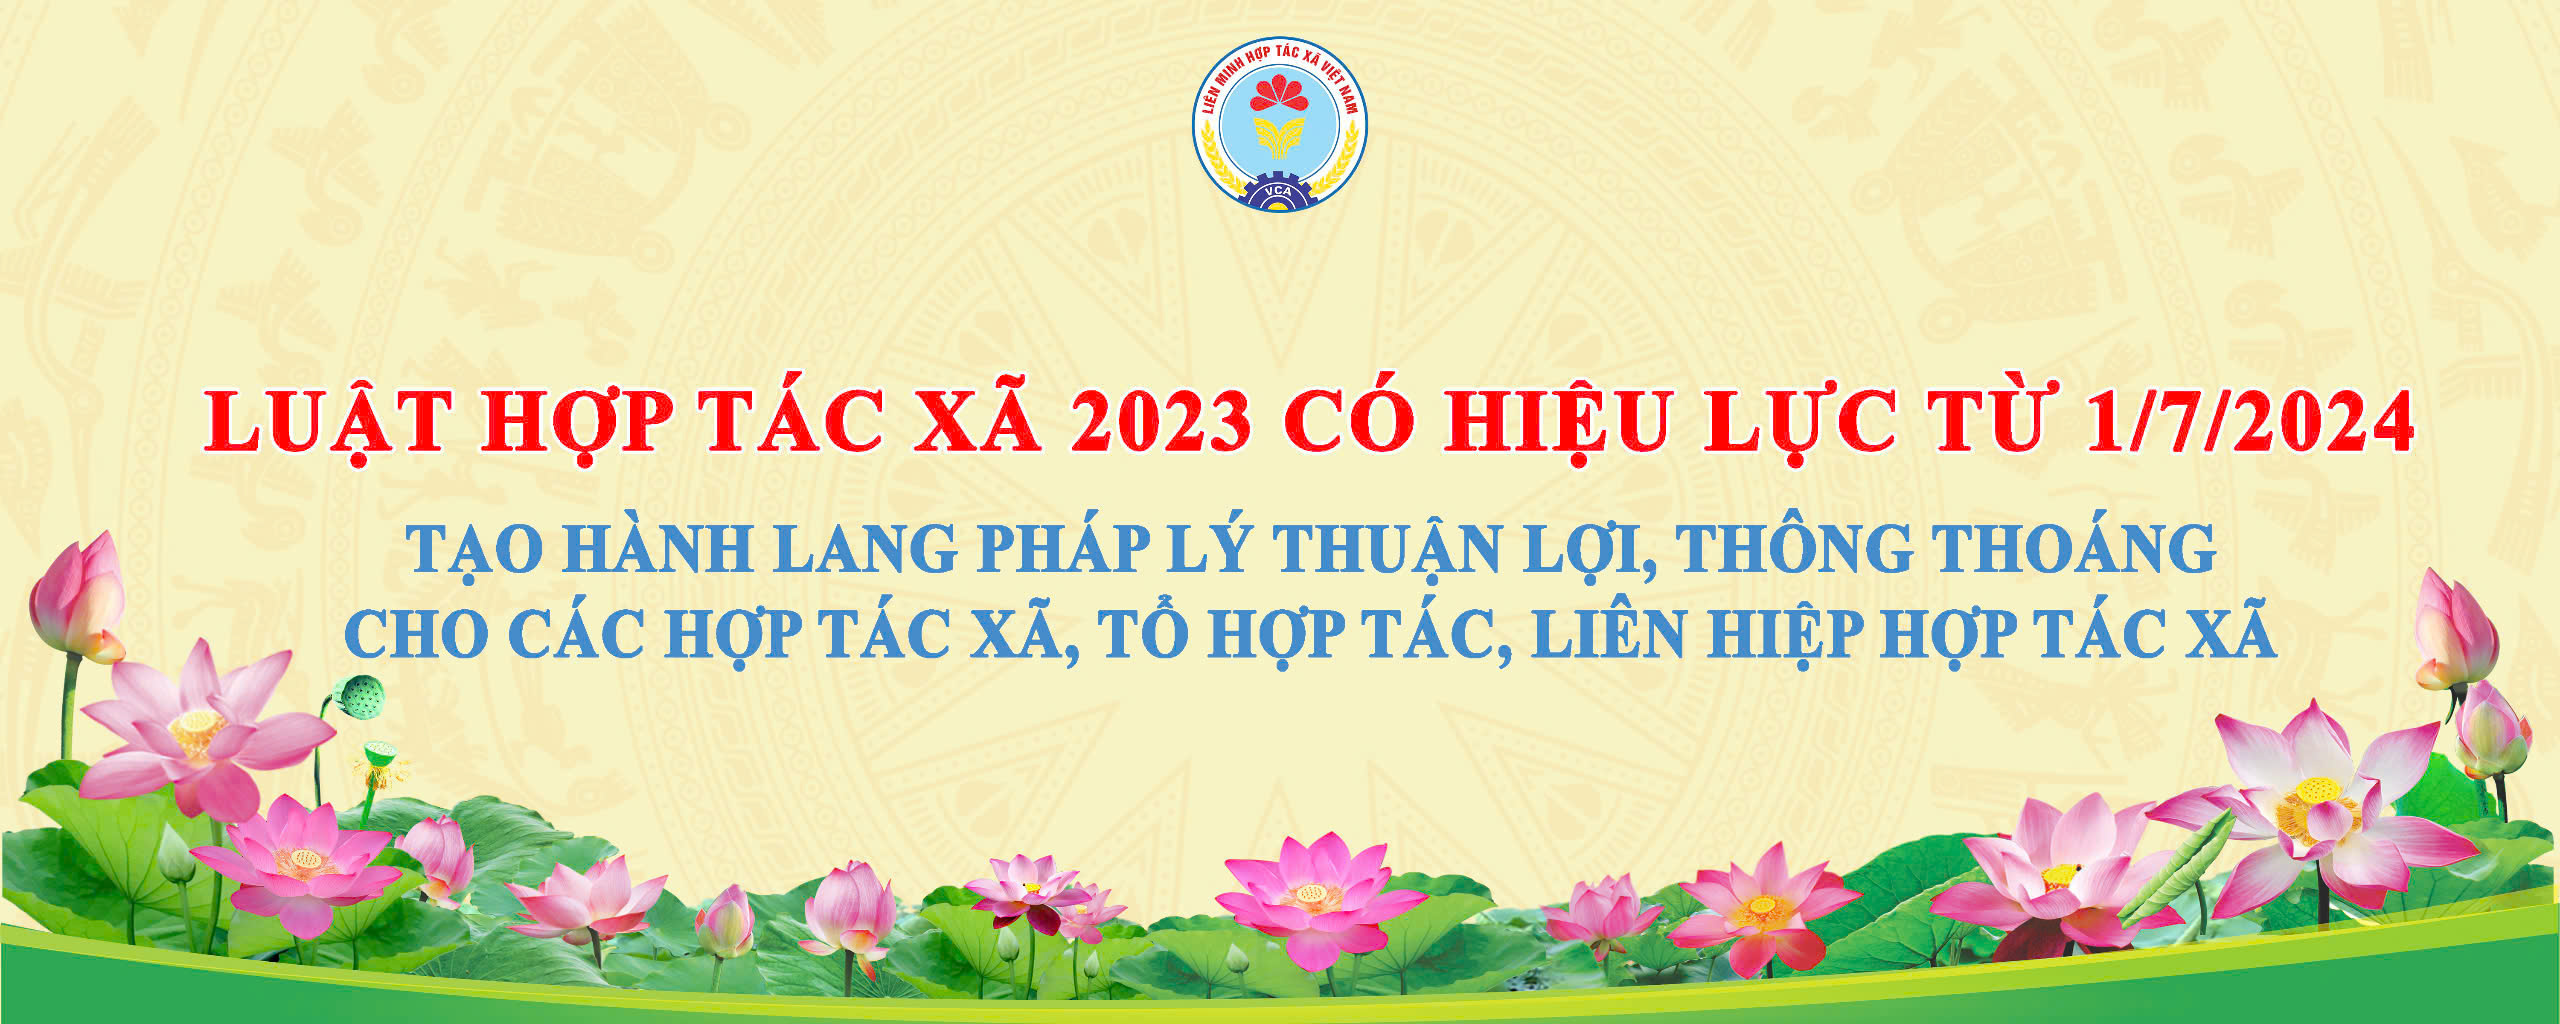 LIÊN MINH HỢP TÁC XÃ VIỆT NAM
VCA
LUẬT HỢP TÁC XÃ 2023 CÓ HIỆU LỰC TỪ 1/7/2024
TẠO HÀNH LANG PHÁP LÝ THUẬN LỢI, THÔNG THOÁNG
CHO CÁC HỢP TÁC XÃ, TỔ HỢP TÁC, LIÊN HIỆP HỢP TÁC XÃ